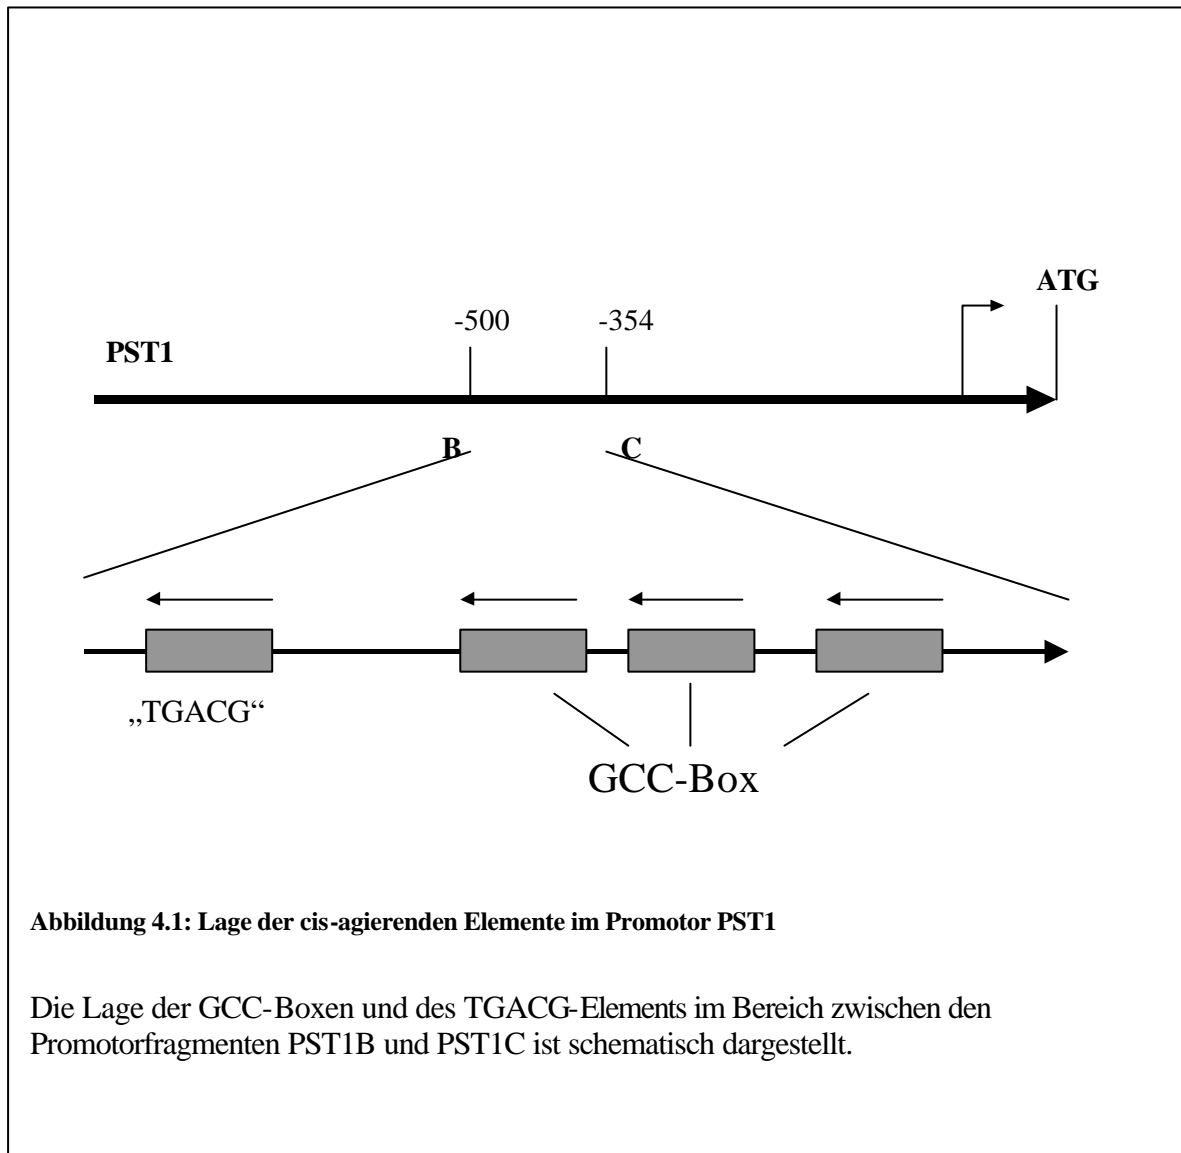 ATG
-500 -354
PST1
B C
„TGACG“
GCC-Box
Abbildung 4.1: Lage der cis-agierenden Elemente im Promotor PST1
Die Lage der GCC-Boxen und des TGACG-Elements im Bereich zwischen den
Promotorfragmenten PST1B und PST1C ist schematisch dargestellt.